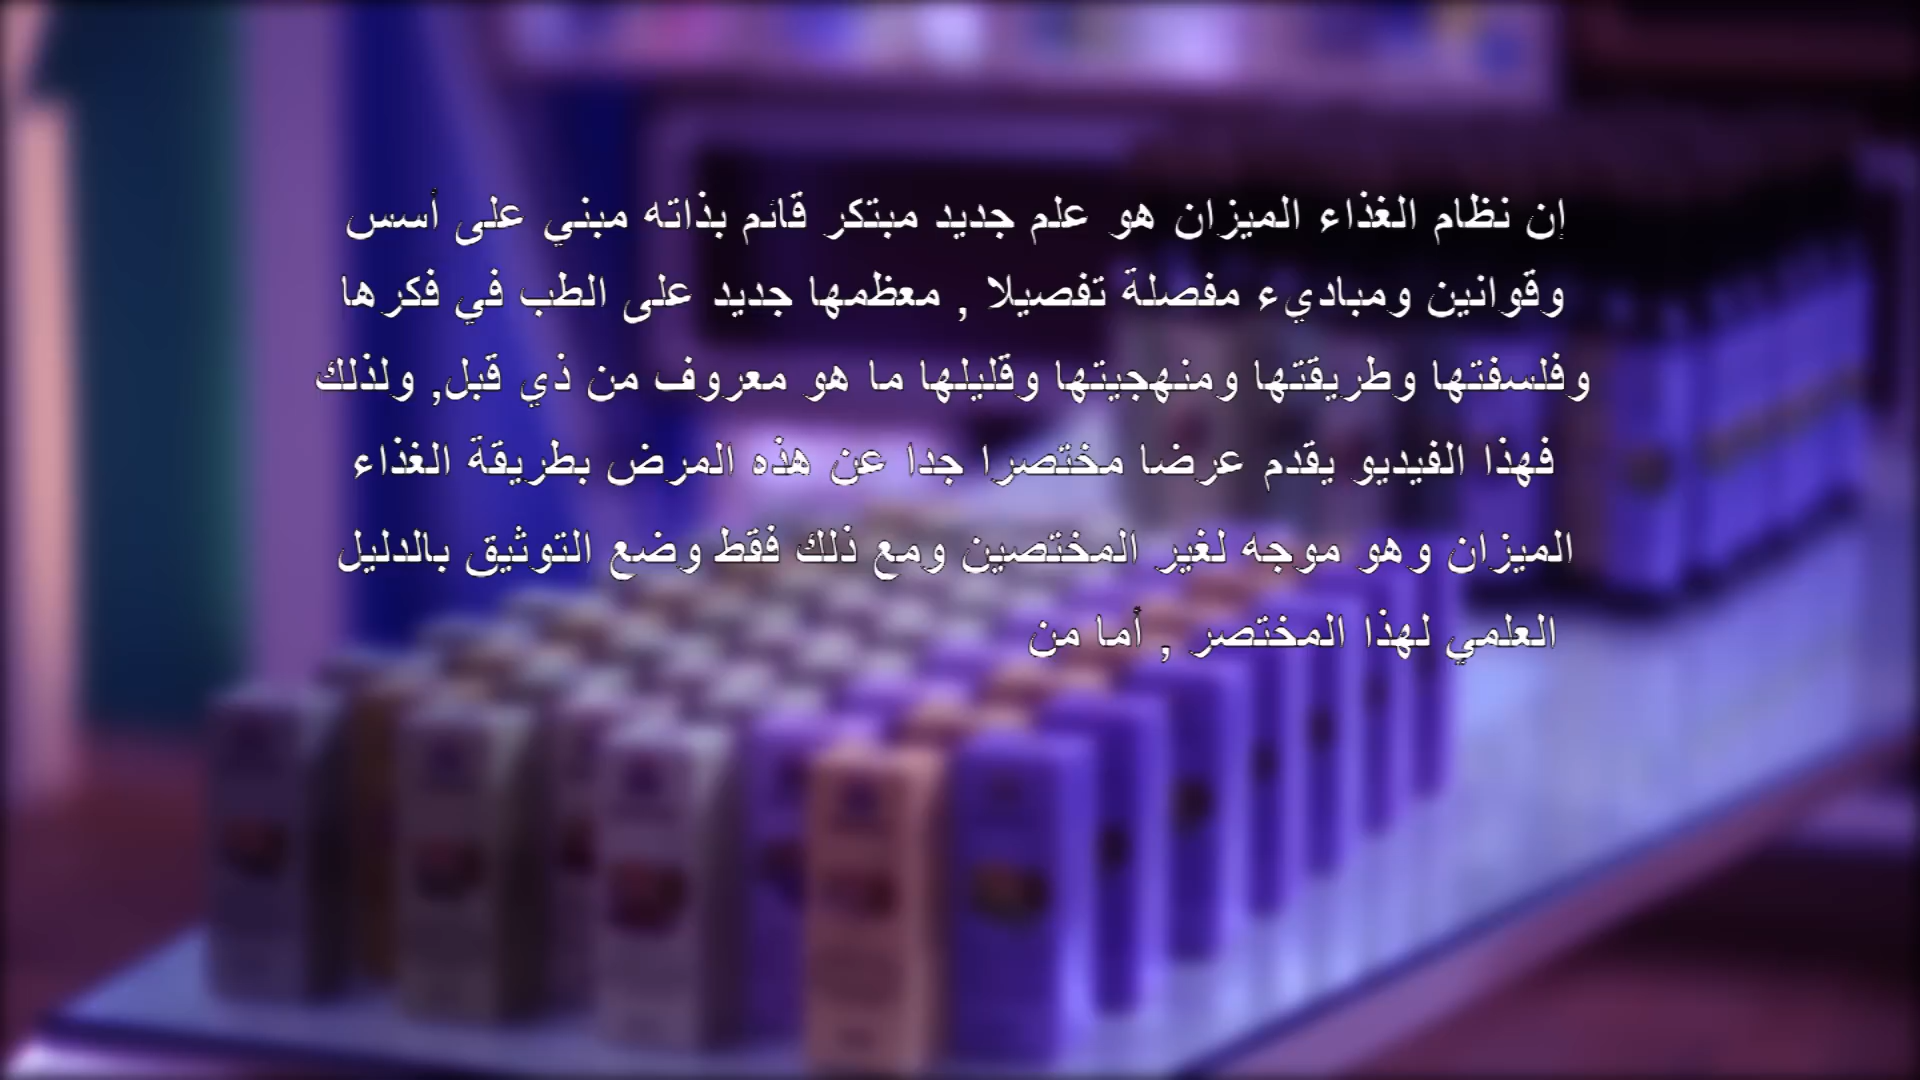 إن نظام الغذاء الميزان هو علم جديد مبتكر قائم بذاته مبني على أسس
وقوانين ومباديء مفصلة تفصيلا , معظمها جديد على الطب في فكرها
وفلسفتها وطريقتها ومنهجيتها وقليلها ما هو معروف من ذي قبل, ولذلك
فهذا الفيديو يقدم عرضا مختصرا جدا عن هذه المرض بطريقة الغذاء
الميزان وهو موجه لغير المختصين ومع ذلك فقط وضع التوثيق بالدليل
العلمي لهذا المختصر , أما من